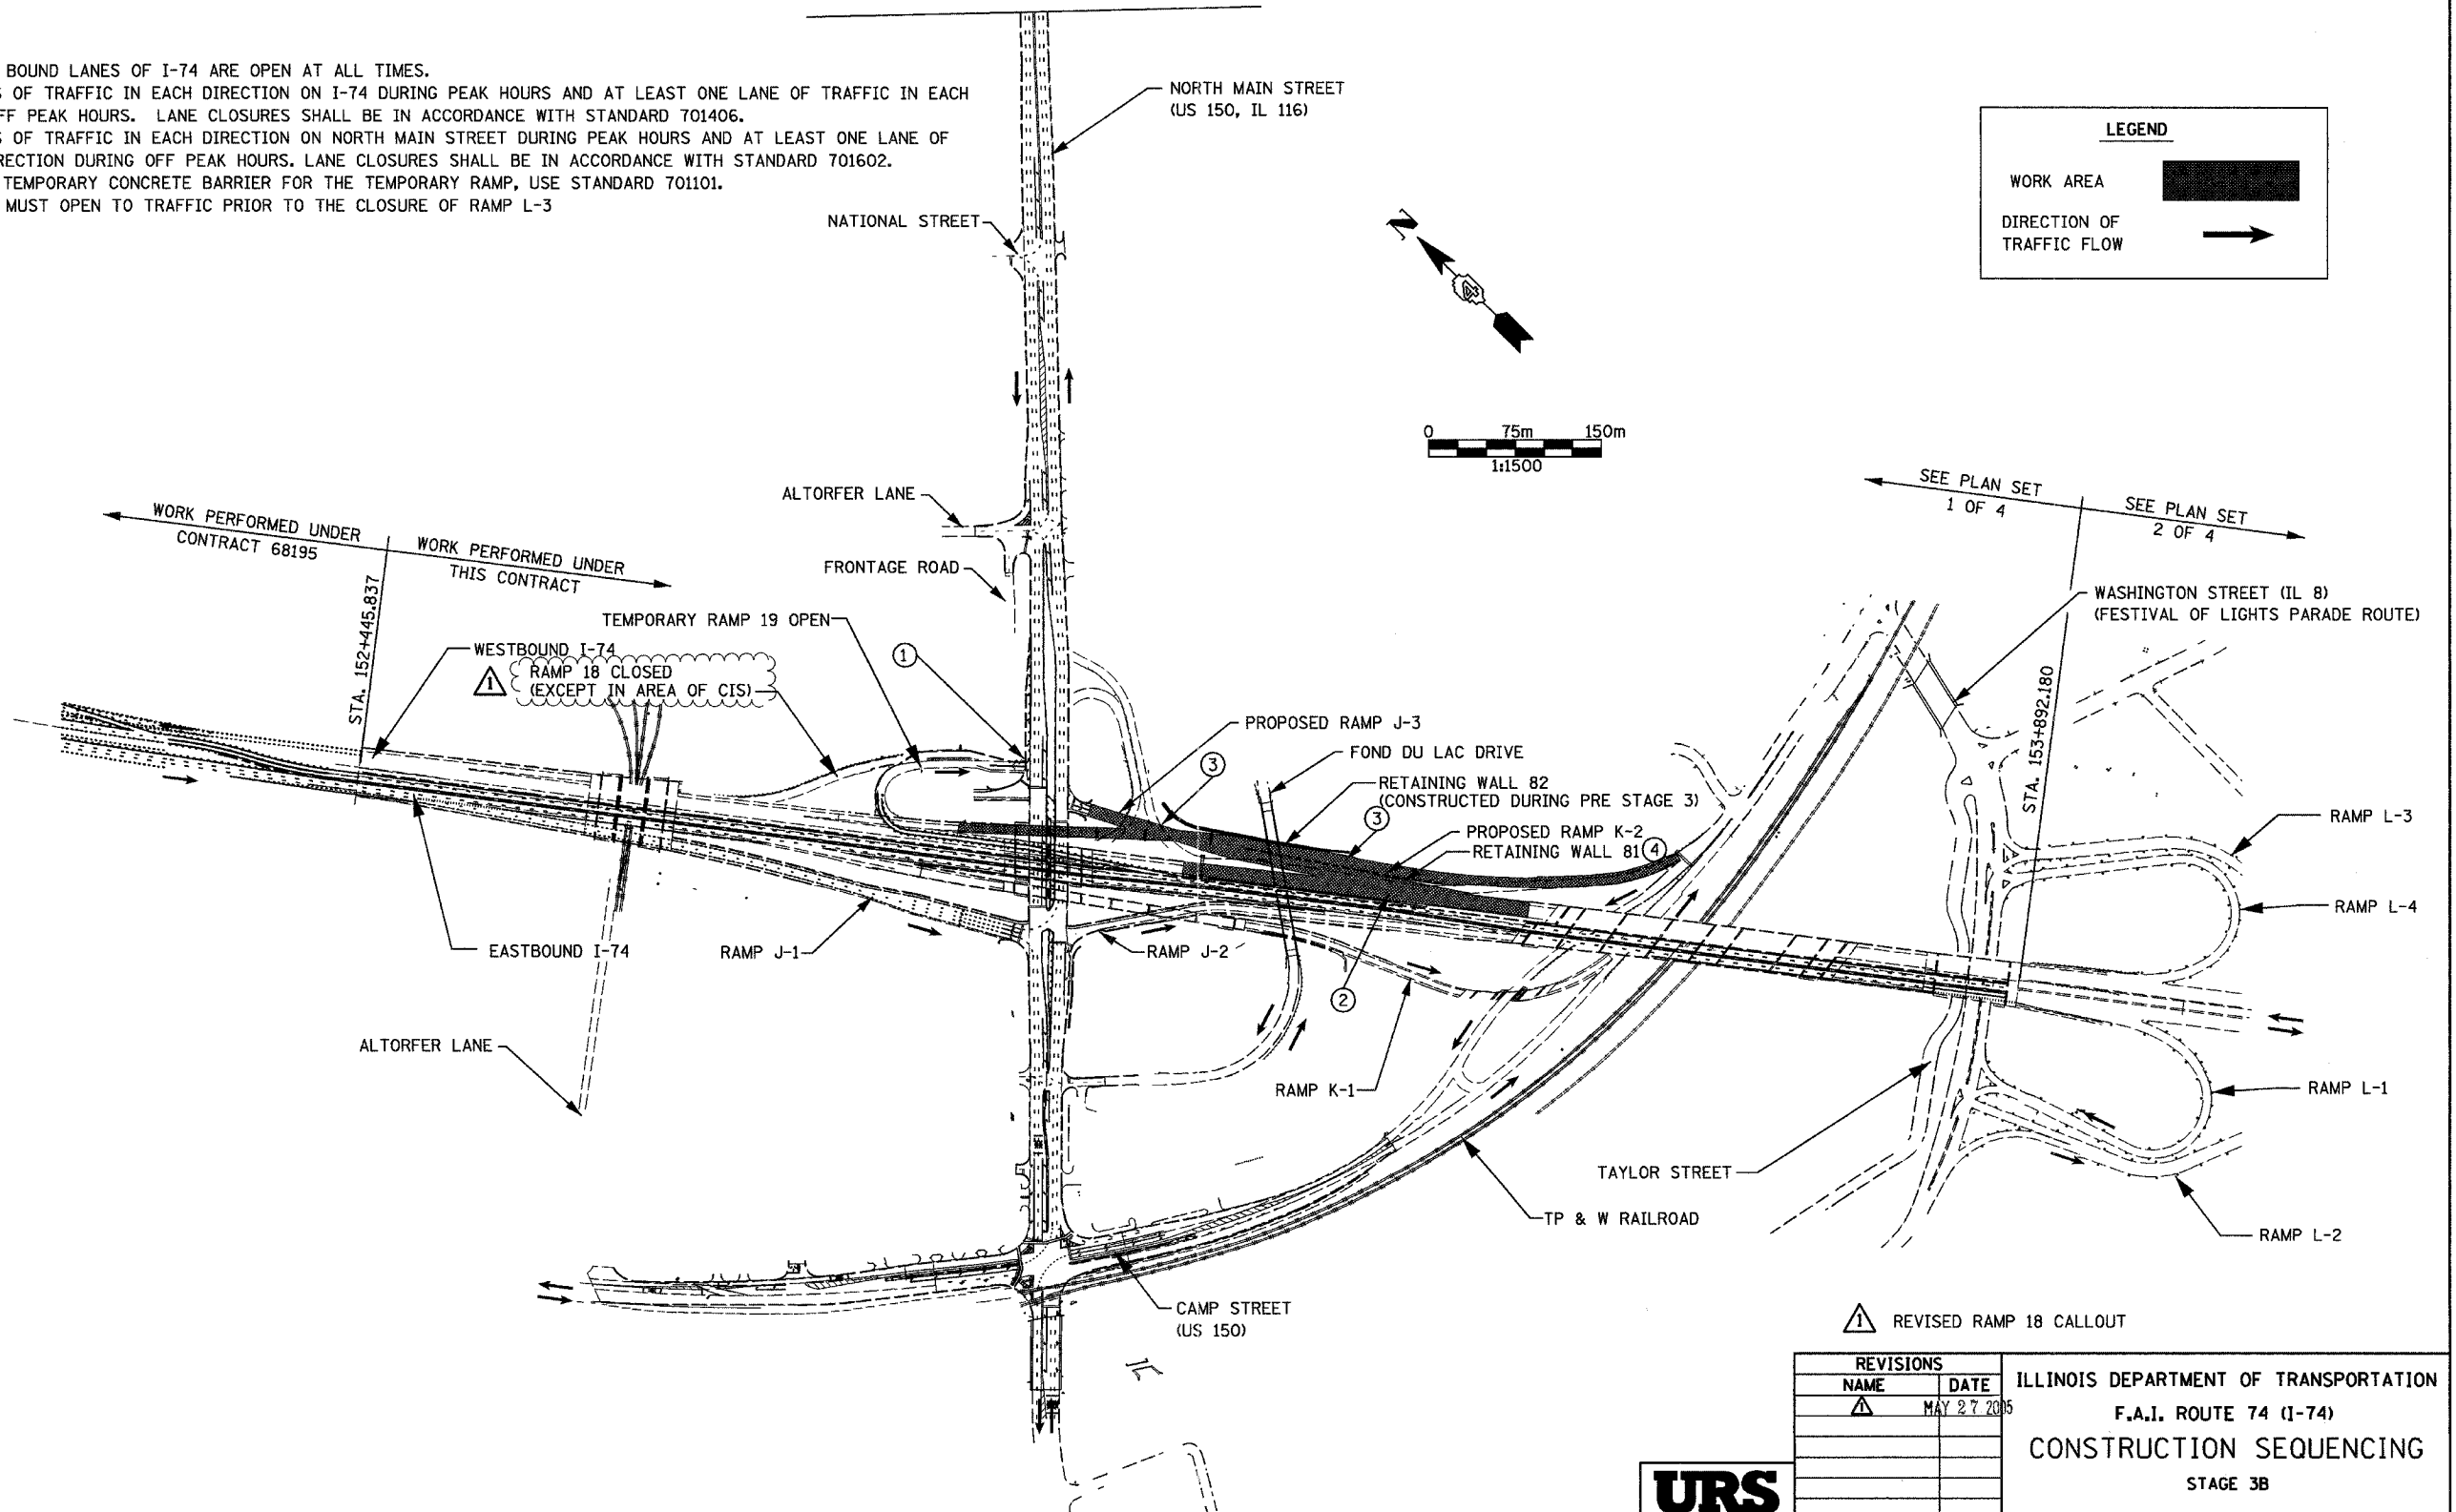 BOUND LANES OF I-74 ARE OPEN AT ALL TIMES.
S OF TRAFFIC IN EACH DIRECTION ON I-74 DURING PEAK HOURS AND AT LEAST ONE LANE OF TRAFFIC IN EACH
FF PEAK HOURS. LANE CLOSURES SHALL BE IN ACCORDANCE WITH STANDARD 701406.
S OF TRAFFIC IN EACH DIRECTION ON NORTH MAIN STREET DURING PEAK HOURS AND AT LEAST ONE LANE OF
RECTION DURING OFF PEAK HOURS. LANE CLOSURES SHALL BE IN ACCORDANCE WITH STANDARD 701602.
TEMPORARY CONCRETE BARRIER FOR THE TEMPORARY RAMP, USE STANDARD 701101.
MUST OPEN TO TRAFFIC PRIOR TO THE CLOSURE OF RAMP L-3
NORTH MAIN STREET
(US 150, IL 116)
LEGEND
WORK AREA
DIRECTION OF
TRAFFIC FLOW
NATIONAL STREET
N
0 75m 150m
1:1500
ALTORFER LANE
FRONTAGE ROAD
SEE PLAN SET
1 OF 4
SEE PLAN SET
2 OF 4
WORK PERFORMED UNDER
CONTRACT 68195
WORK PERFORMED UNDER
THIS CONTRACT
STA. 152+445.837
TEMPORARY RAMP 19 OPEN
WESTBOUND I-74
1
RAMP 18 CLOSED
(EXCEPT IN AREA OF CIS)
1
WASHINGTON STREET (IL 8)
(FESTIVAL OF LIGHTS PARADE ROUTE)
STA. 153+892.180
PROPOSED RAMP J-3
3
FOND DU LAC DRIVE
RETAINING WALL 82
(CONSTRUCTED DURING PRE STAGE 3)
3
PROPOSED RAMP K-2
RETAINING WALL 81
4
RAMP L-3
RAMP L-4
EASTBOUND I-74
RAMP J-1
RAMP J-2
2
RAMP K-1
ALTORFER LANE
RAMP L-1
TAYLOR STREET
TP & W RAILROAD
RAMP L-2
CAMP STREET
(US 150)
1 REVISED RAMP 18 CALLOUT
REVISIONS
NAME DATE
1 MAY 27 2005
ILLINOIS DEPARTMENT OF TRANSPORTATION
F.A.I. ROUTE 74 (I-74)
CONSTRUCTION SEQUENCING
STAGE 3B
URS